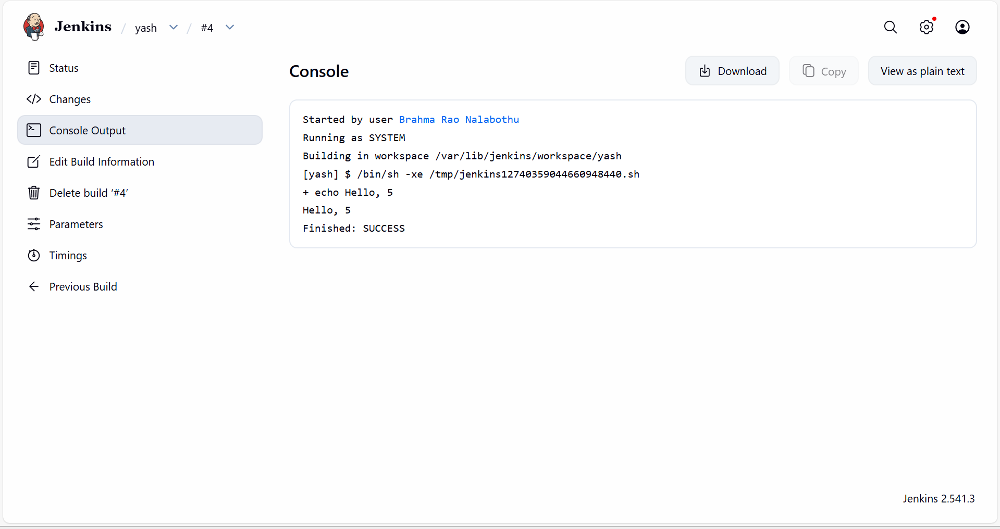 Jenkins / yash / #4
Status
Changes
Console Output
Edit Build Information
Delete build ‘#4’
Parameters
Timings
Previous Build
Console
Download
Copy
View as plain text
Started by user Brahma Rao Nalabothu
Running as SYSTEM
Building in workspace /var/lib/jenkins/workspace/yash
[yash] $ /bin/sh -xe /tmp/jenkins12740359044660948440.sh
+ echo Hello, 5
Hello, 5
Finished: SUCCESS
Jenkins 2.541.3